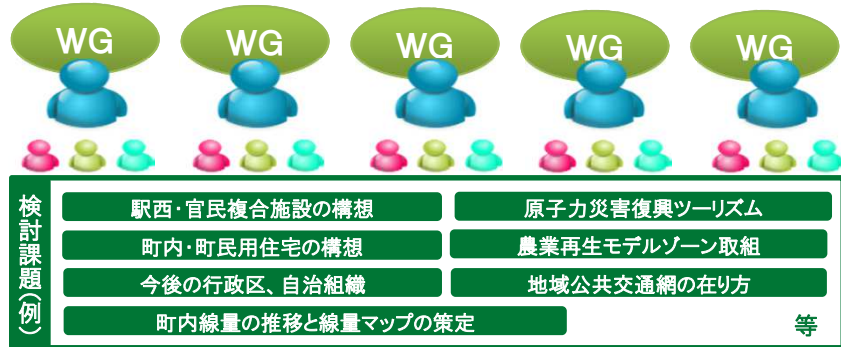 WG WG WG WG WG
検討課題(例)
駅西・官民複合施設の構想
原子力災害復興ツーリズム
町内・町民用住宅の構想
農業再生モデルゾーン取組
今後の行政区、自治組織
地域公共交通網の在り方
町内線量の推移と線量マップの策定
等